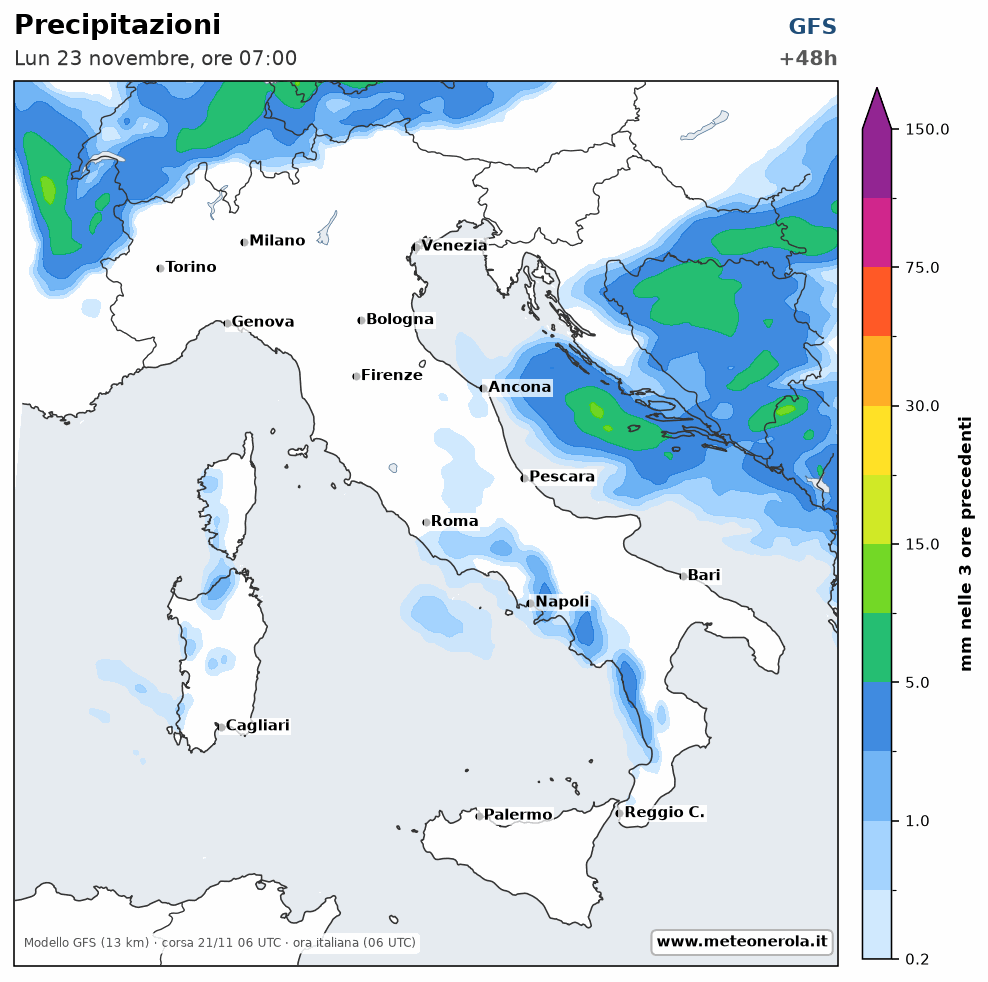 Precipitazioni
GFS
Lun 23 novembre, ore 07:00
+48h
150.0
75.0
30.0
15.0
5.0
1.0
0.2
mm nelle 3 ore precedenti
Milano
Venezia
Torino
Bologna
Genova
Firenze
Ancona
Pescara
Roma
Bari
Napoli
Cagliari
Palermo
Reggio C.
Modello GFS (13 km) · corsa 21/11 06 UTC · ora italiana (06 UTC)
www.meteonerola.it